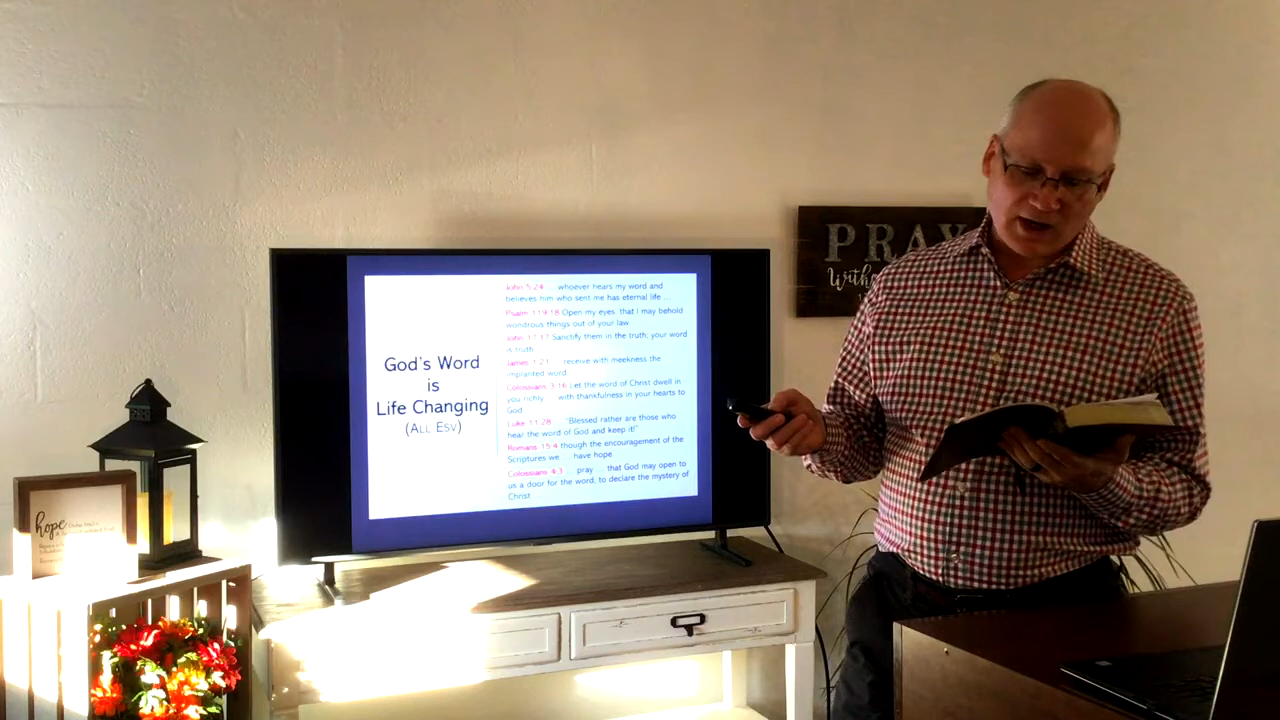 God's Word
is
Life Changing
(ALL ESV)
John 5:24 ... whoever hears my word and
believes him who sent me has eternal life ...
Psalm 119:18 Open my eyes that I may behold
wondrous things out of your law
John 17:17 Sanctify them in the truth; your word
is truth
James 1:21 ... receive with meekness the
implanted word
Colossians 3:16 Let the word of Christ dwell in
you richly ... with thankfulness in your hearts to
God
Luke 11:28 ... "Blessed rather are those who
hear the word of God and keep it!"
Romans 15:4 though the encouragement of the
Scriptures we ... have hope
Colossians 4:3 ... pray ... that God may open to
us a door for the word, to declare the mystery of
Christ
PRAY
hope